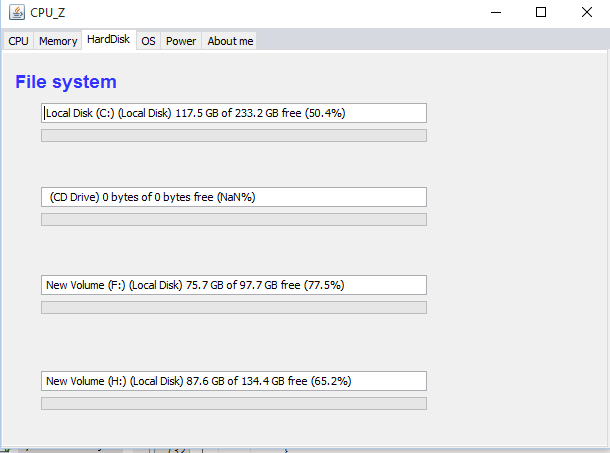 CPU_Z
CPU Memory HardDisk OS Power About me
File system
Local Disk (C:) (Local Disk) 117.5 GB of 233.2 GB free (50.4%)
(CD Drive) 0 bytes of 0 bytes free (NaN%)
New Volume (F:) (Local Disk) 75.7 GB of 97.7 GB free (77.5%)
New Volume (H:) (Local Disk) 87.6 GB of 134.4 GB free (65.2%)